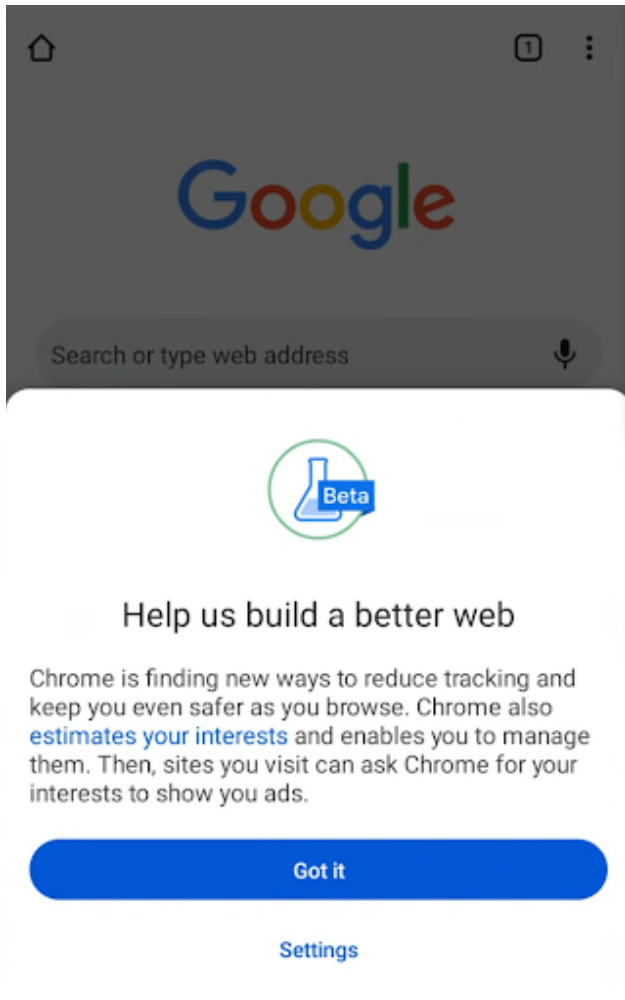 1
Google
Search or type web address
Beta
Help us build a better web
Chrome is finding new ways to reduce tracking and
keep you even safer as you browse. Chrome also
estimates your interests and enables you to manage
them. Then, sites you visit can ask Chrome for your
interests to show you ads.
Got it
Settings